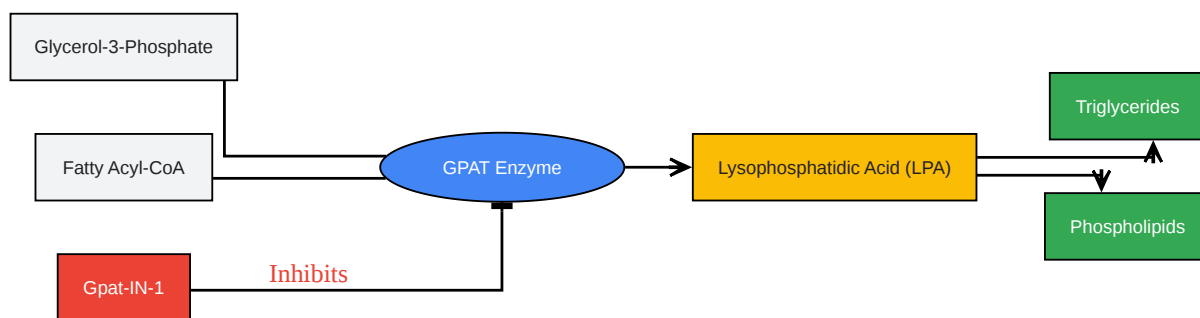 Glycerol-3-Phosphate
Fatty Acyl-CoA
Gpat-IN-1
Inhibits
GPAT Enzyme
Lysophosphatidic Acid (LPA)
Triglycerides
Phospholipids